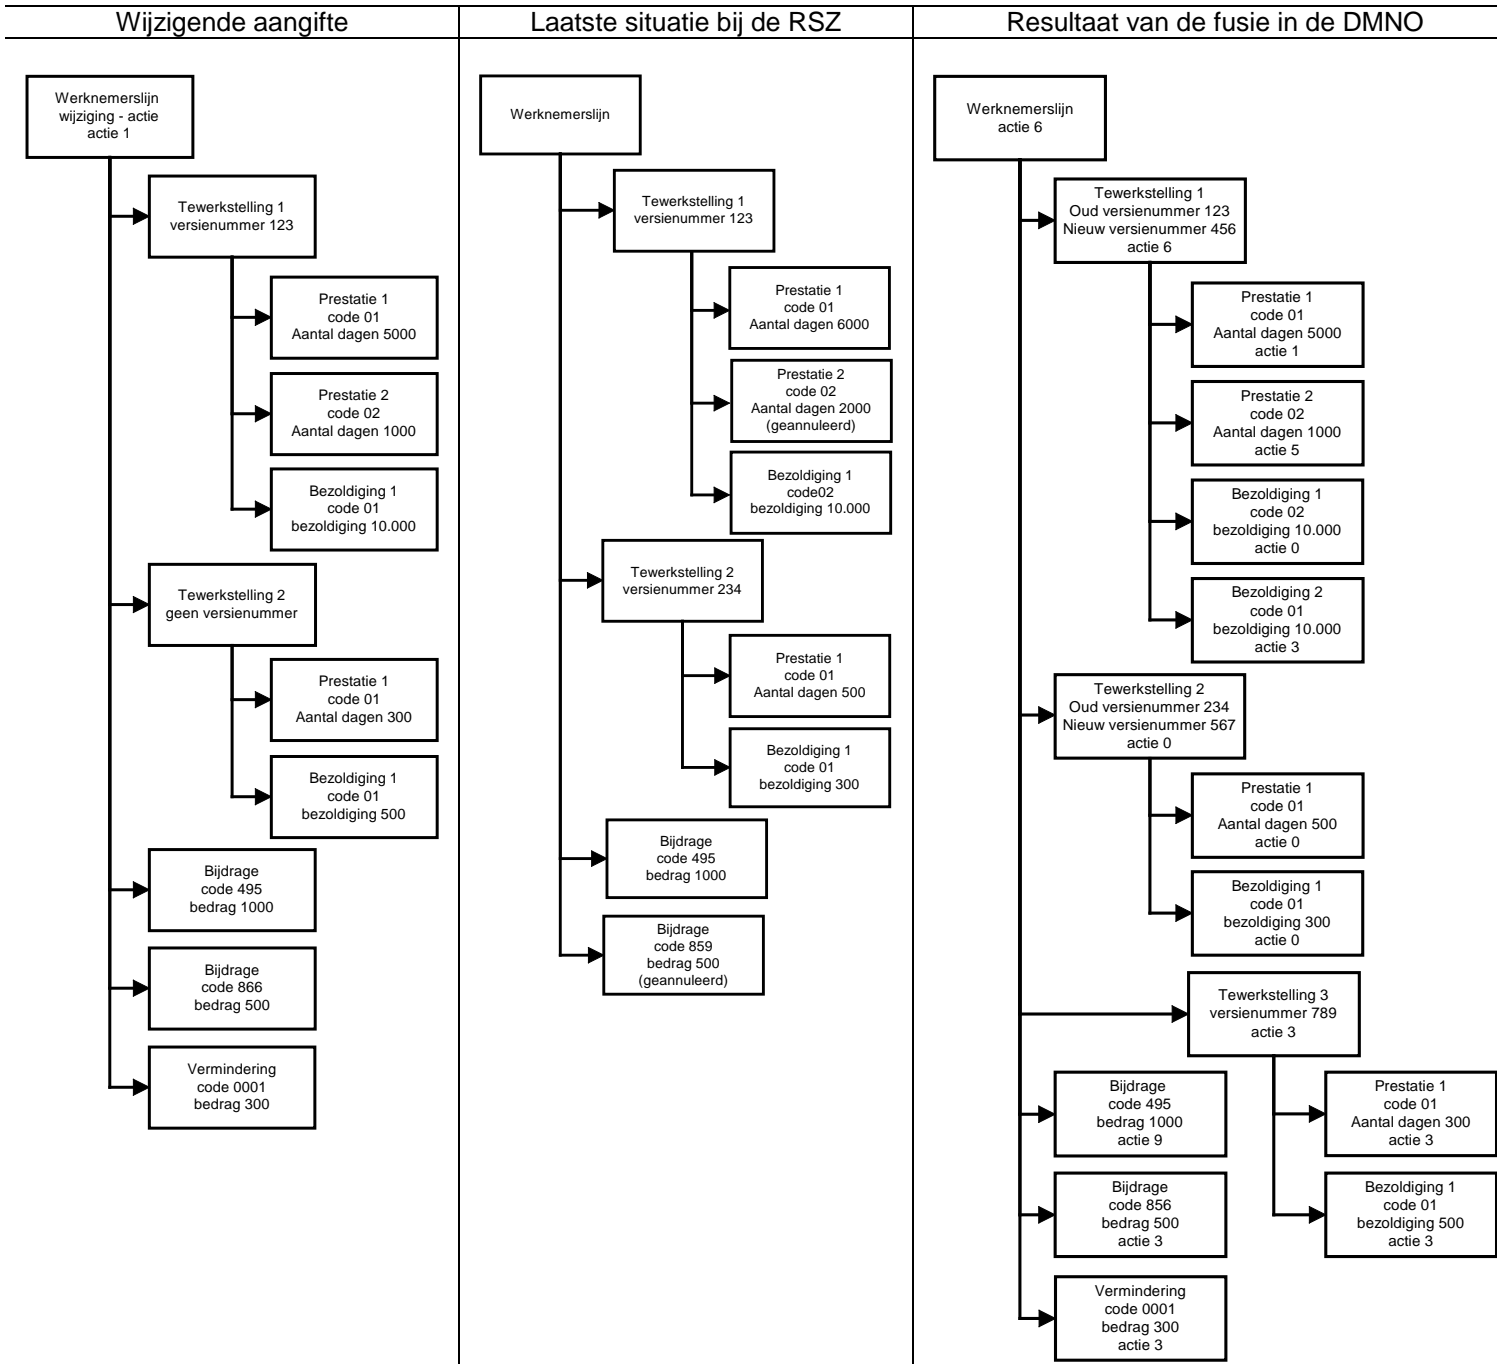 Wijzigende aangifte
Werknemerslijn
wijziging - actie
actie 1
Tewerkstelling 1
versienummer 123
Prestatie 1
code 01
Aantal dagen 5000
Prestatie 2
code 02
Aantal dagen 1000
Bezoldiging 1
code 01
bezoldiging 10.000
Tewerkstelling 2
geen versienummer
Prestatie 1
code 01
Aantal dagen 300
Bezoldiging 1
code 01
bezoldiging 500
Bijdrage
code 495
bedrag 1000
Bijdrage
code 866
bedrag 500
Vermindering
code 0001
bedrag 300
Laatste situatie bij de RSZ
Werknemerslijn
Tewerkstelling 1
versienummer 123
Prestatie 1
code 01
Aantal dagen 6000
Prestatie 2
code 02
Aantal dagen 2000
(geannuleerd)
Bezoldiging 1
code02
bezoldiging 10.000
Tewerkstelling 2
versienummer 234
Prestatie 1
code 01
Aantal dagen 500
Bezoldiging 1
code 01
bezoldiging 300
Bijdrage
code 495
bedrag 1000
Bijdrage
code 859
bedrag 500
(geannuleerd)
Resultaat van de fusie in de DMNO
Werknemerslijn
actie 6
Tewerkstelling 1
Oud versienummer 123
Nieuw versienummer 456
actie 6
Prestatie 1
code 01
Aantal dagen 5000
actie 1
Prestatie 2
code 02
Aantal dagen 1000
actie 5
Bezoldiging 1
code 02
bezoldiging 10.000
actie 0
Bezoldiging 2
code 01
bezoldiging 10.000
actie 3
Tewerkstelling 2
Oud versienummer 234
Nieuw versienummer 567
actie 0
Prestatie 1
code 01
Aantal dagen 500
actie 0
Bezoldiging 1
code 01
bezoldiging 300
actie 0
Tewerkstelling 3
versienummer 789
actie 3
Prestatie 1
code 01
Aantal dagen 300
actie 3
Bezoldiging 1
code 01
bezoldiging 500
actie 3
Bijdrage
code 495
bedrag 1000
actie 9
Bijdrage
code 856
bedrag 500
actie 3
Vermindering
code 0001
bedrag 300
actie 3